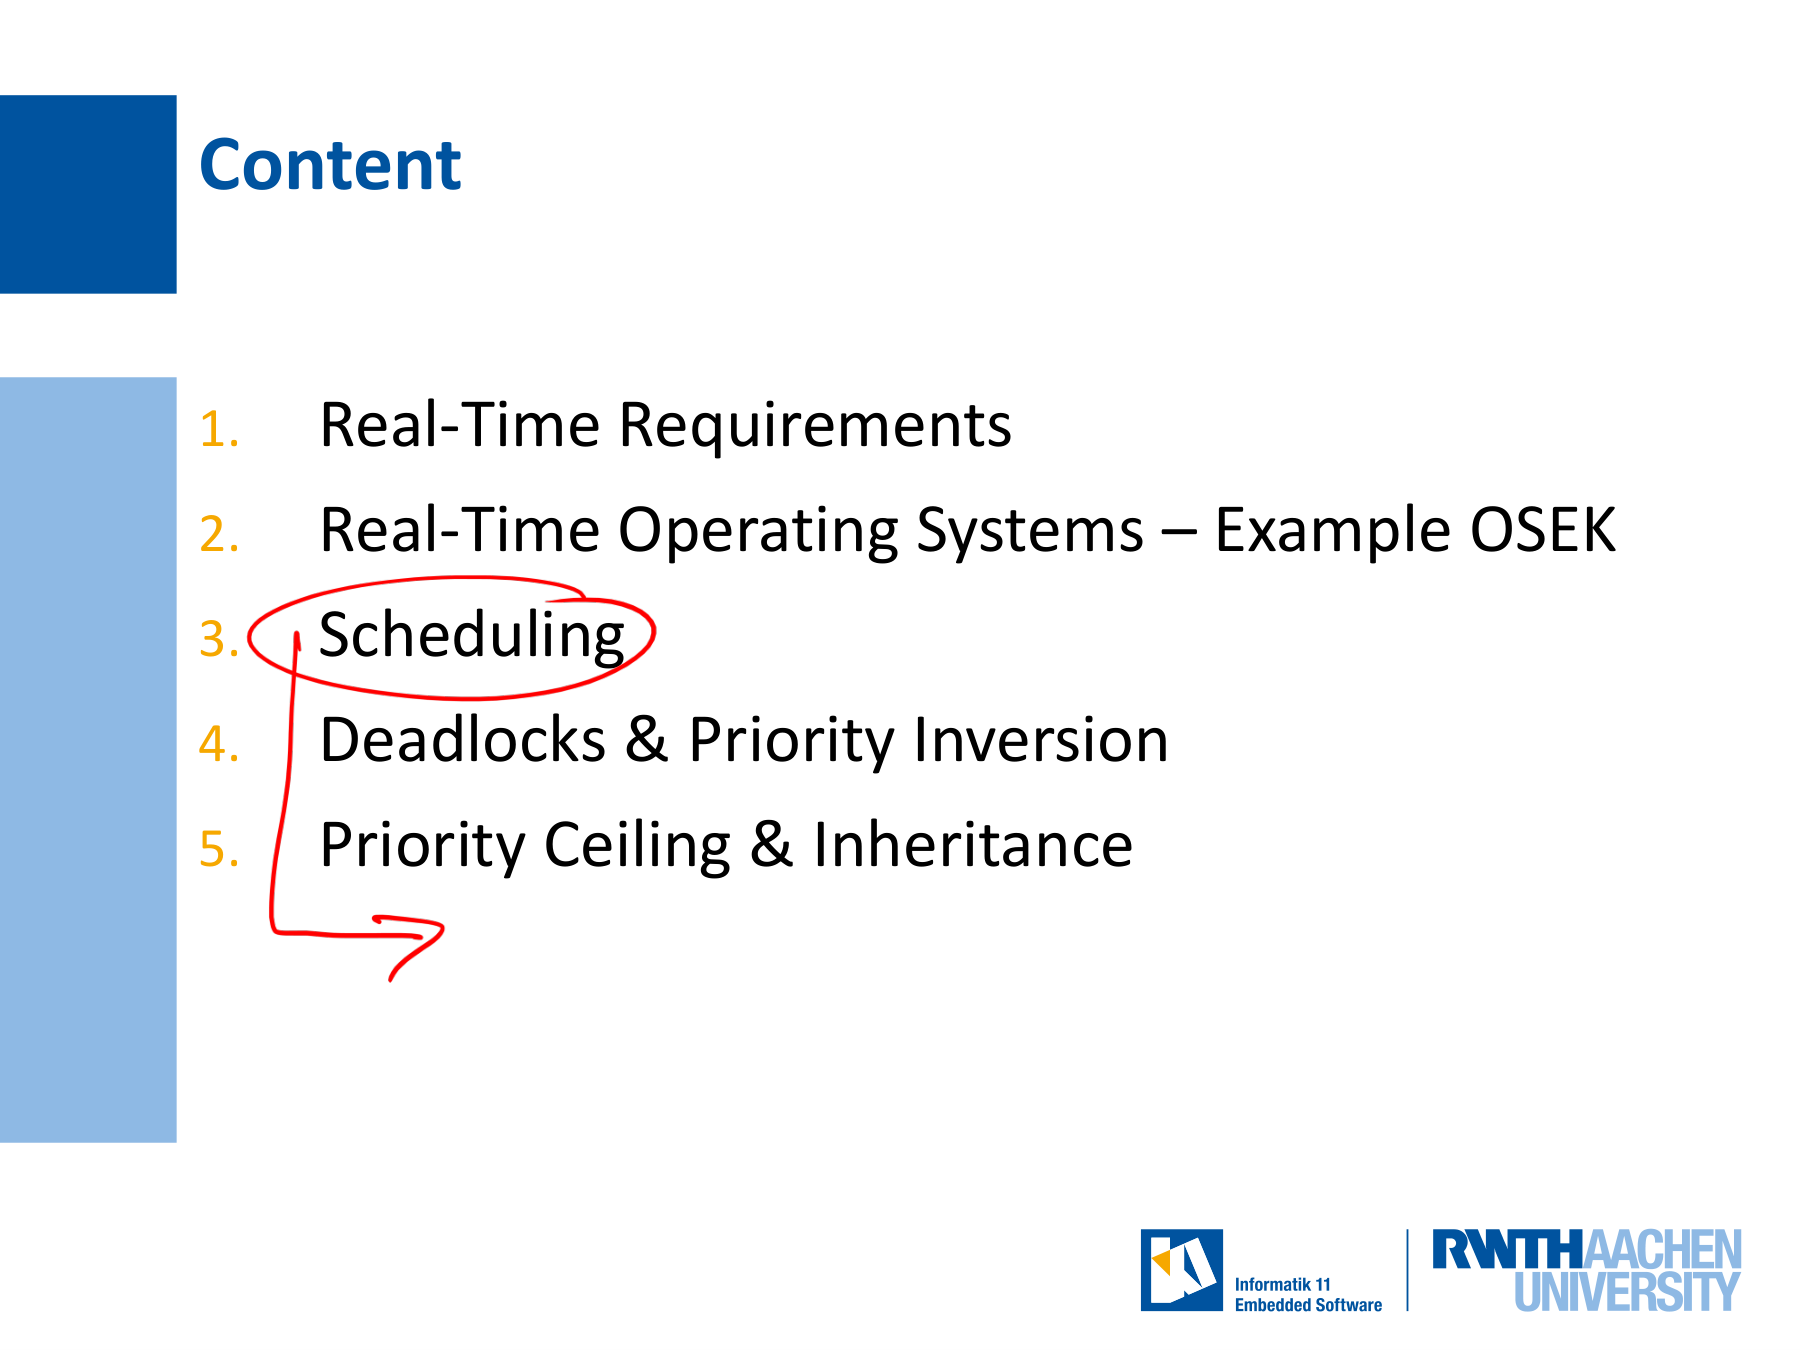 Content
1. Real-Time Requirements
2. Real-Time Operating Systems – Example OSEK
3. Scheduling
4. Deadlocks & Priority Inversion
5. Priority Ceiling & Inheritance
Informatik 11
Embedded Software
RWTHAACHEN
UNIVERSITY